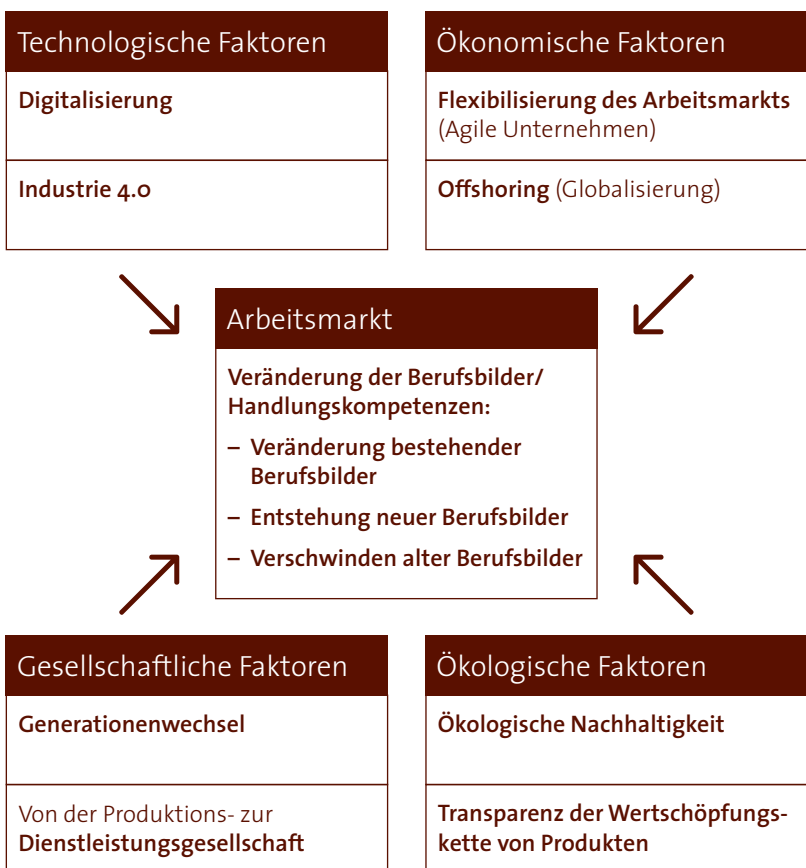 Technologische Faktoren
Digitalisierung
Industrie 4.0
Ökonomische Faktoren
Flexibilisierung des Arbeitsmarkts
(Agile Unternehmen)
Offshoring (Globalisierung)
Arbeitsmarkt
Veränderung der Berufsbilder/
Handlungskompetenzen:
– Veränderung bestehender
Berufsbilder
– Entstehung neuer Berufsbilder
– Verschwinden alter Berufsbilder
Gesellschaftliche Faktoren
Generationenwechsel
Von der Produktions- zur
Dienstleistungsgesellschaft
Ökologische Faktoren
Ökologische Nachhaltigkeit
Transparenz der Wertschöpfungs-
kette von Produkten